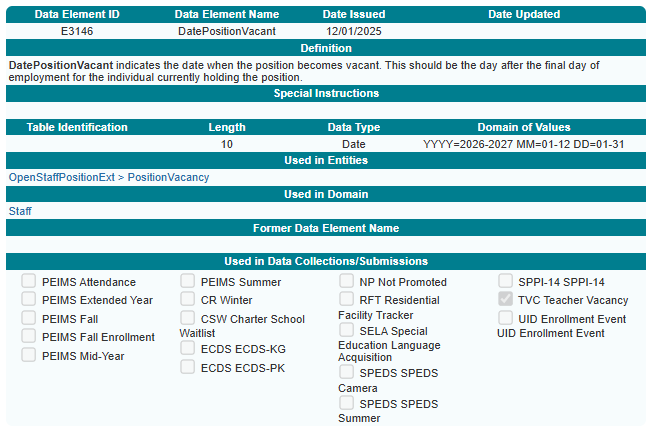 Data Element ID Data Element Name Date Issued Date Updated
E3146 DatePositionVacant 12/01/2025
Definition
DatePositionVacant indicates the date when the position becomes vacant. This should be the day after the final day of
employment for the individual currently holding the position.
Special Instructions
Table Identification Length Data Type Domain of Values
10 Date YYYY=2026-2027 MM=01-12 DD=01-31
Used in Entities
OpenStaffPositionExt > PositionVacancy
Used in Domain
Staff
Former Data Element Name
Used in Data Collections/Submissions
PEIMS Attendance
PEIMS Extended Year
PEIMS Fall
PEIMS Fall Enrollment
PEIMS Mid-Year
PEIMS Summer
CR Winter
CSW Charter School
Waitlist
ECDS ECDS-KG
ECDS ECDS-PK
NP Not Promoted
RFT Residential
Facility Tracker
SELA Special
Education Language
Acquisition
SPEDS SPEDS
Camera
SPEDS SPEDS
Summer
SPPI-14 SPPI-14
TVC Teacher Vacancy
UID Enrollment Event
UID Enrollment Event